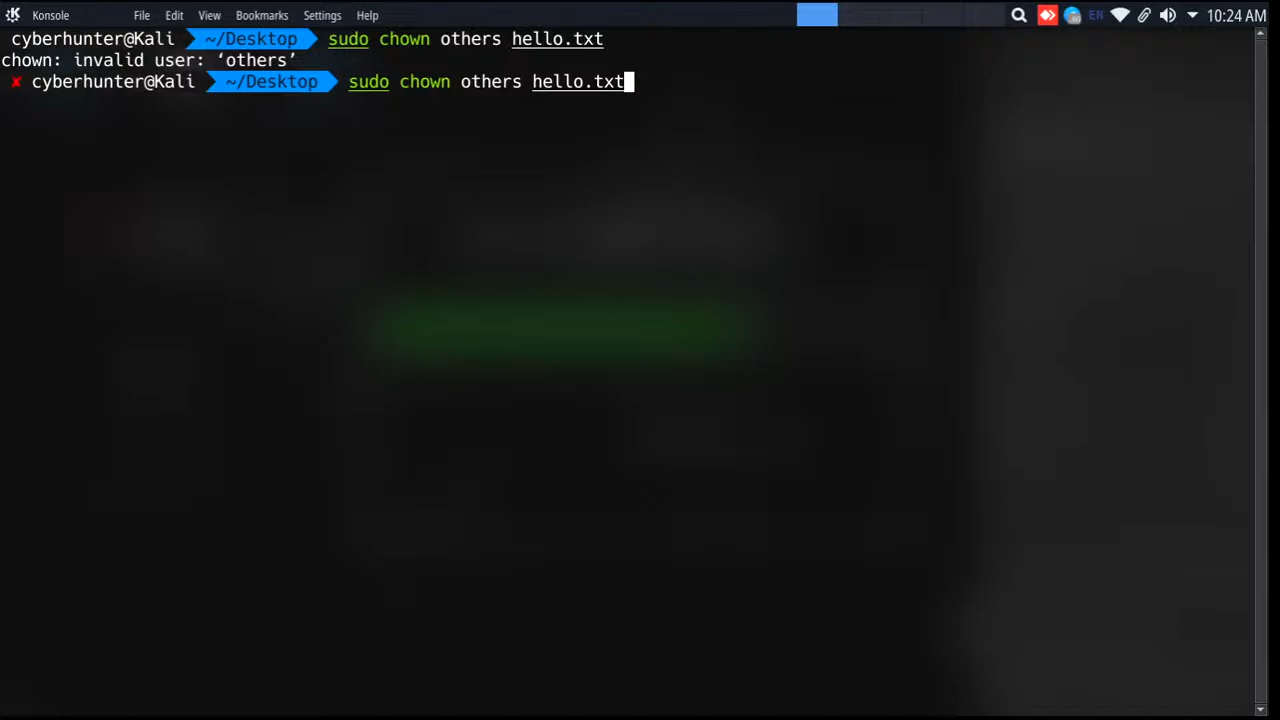 Konsole File Edit View Bookmarks Settings Help EN 10:24 AM
cyberhunter@Kali ~/Desktop sudo chown others hello.txt
chown: invalid user: ‘others’
✘ cyberhunter@Kali ~/Desktop sudo chown others hello.txt